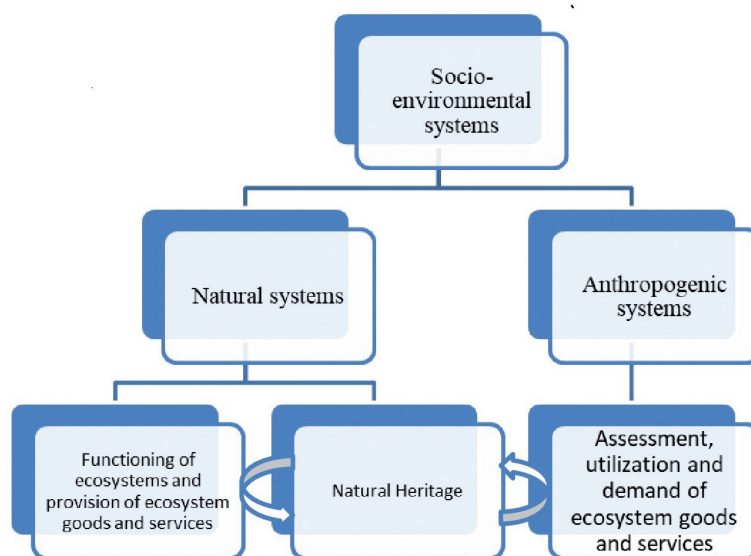 Socio-
environmental
systems
Natural systems
Anthropogenic
systems
Functioning of
ecosystems and
provision of ecosystem
goods and services
Natural Heritage
Assessment,
utilization and
demand of
ecosystem goods
and services